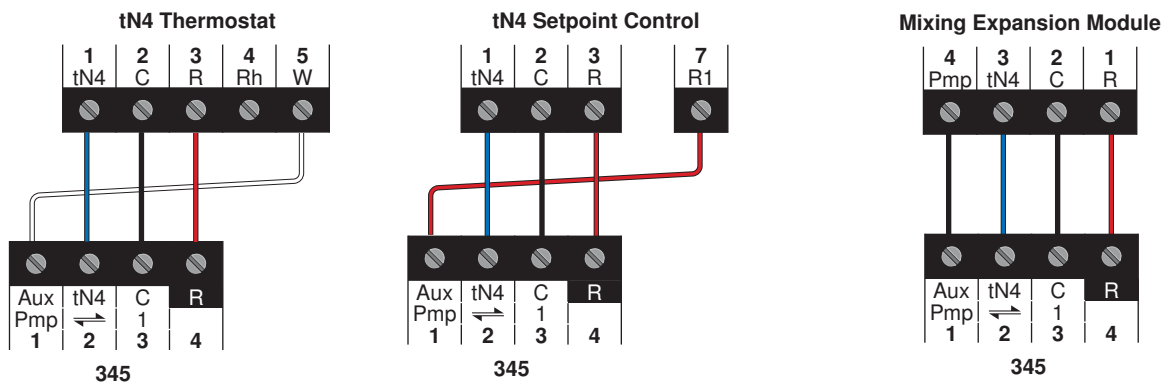 tN4 Thermostat
1 2 3 4 5
tN4 C R Rh W
Aux tN4 C R
Pmp ⇌ 1
1 2 3 4
345
tN4 Setpoint Control
1 2 3 7
tN4 C R R1
Aux tN4 C R
Pmp ⇌ 1
1 2 3 4
345
Mixing Expansion Module
4 3 2 1
Pmp tN4 C R
Aux tN4 C R
Pmp ⇌ 1
1 2 3 4
345